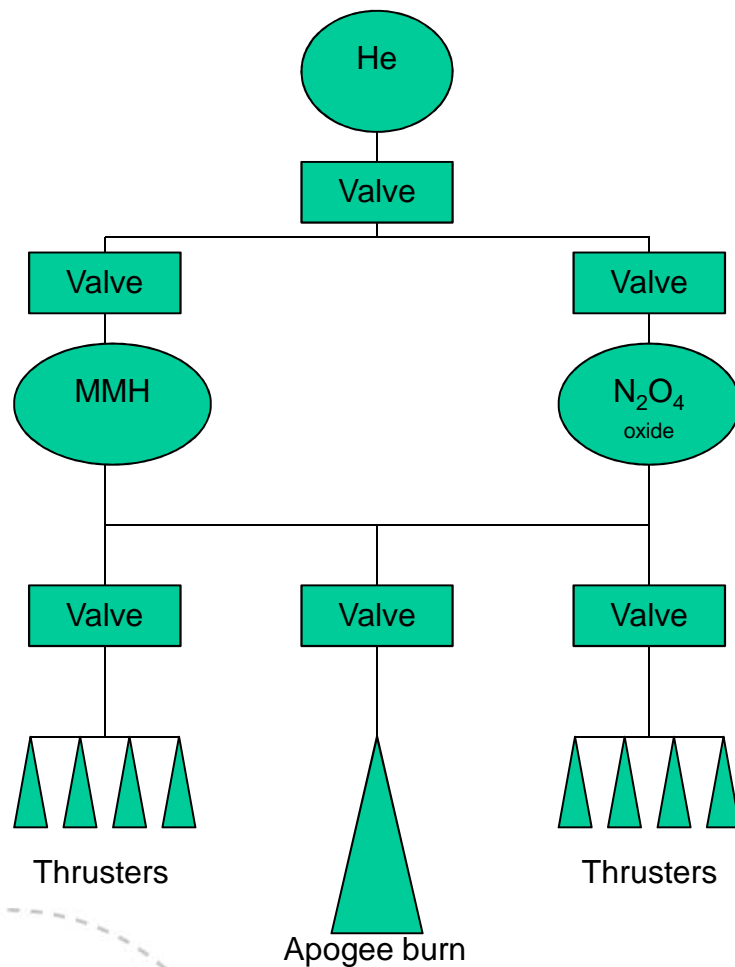 He
Valve
Valve
Valve
MMH
N₂O₄
oxide
Valve
Valve
Valve
Thrusters
Thrusters
Apogee burn